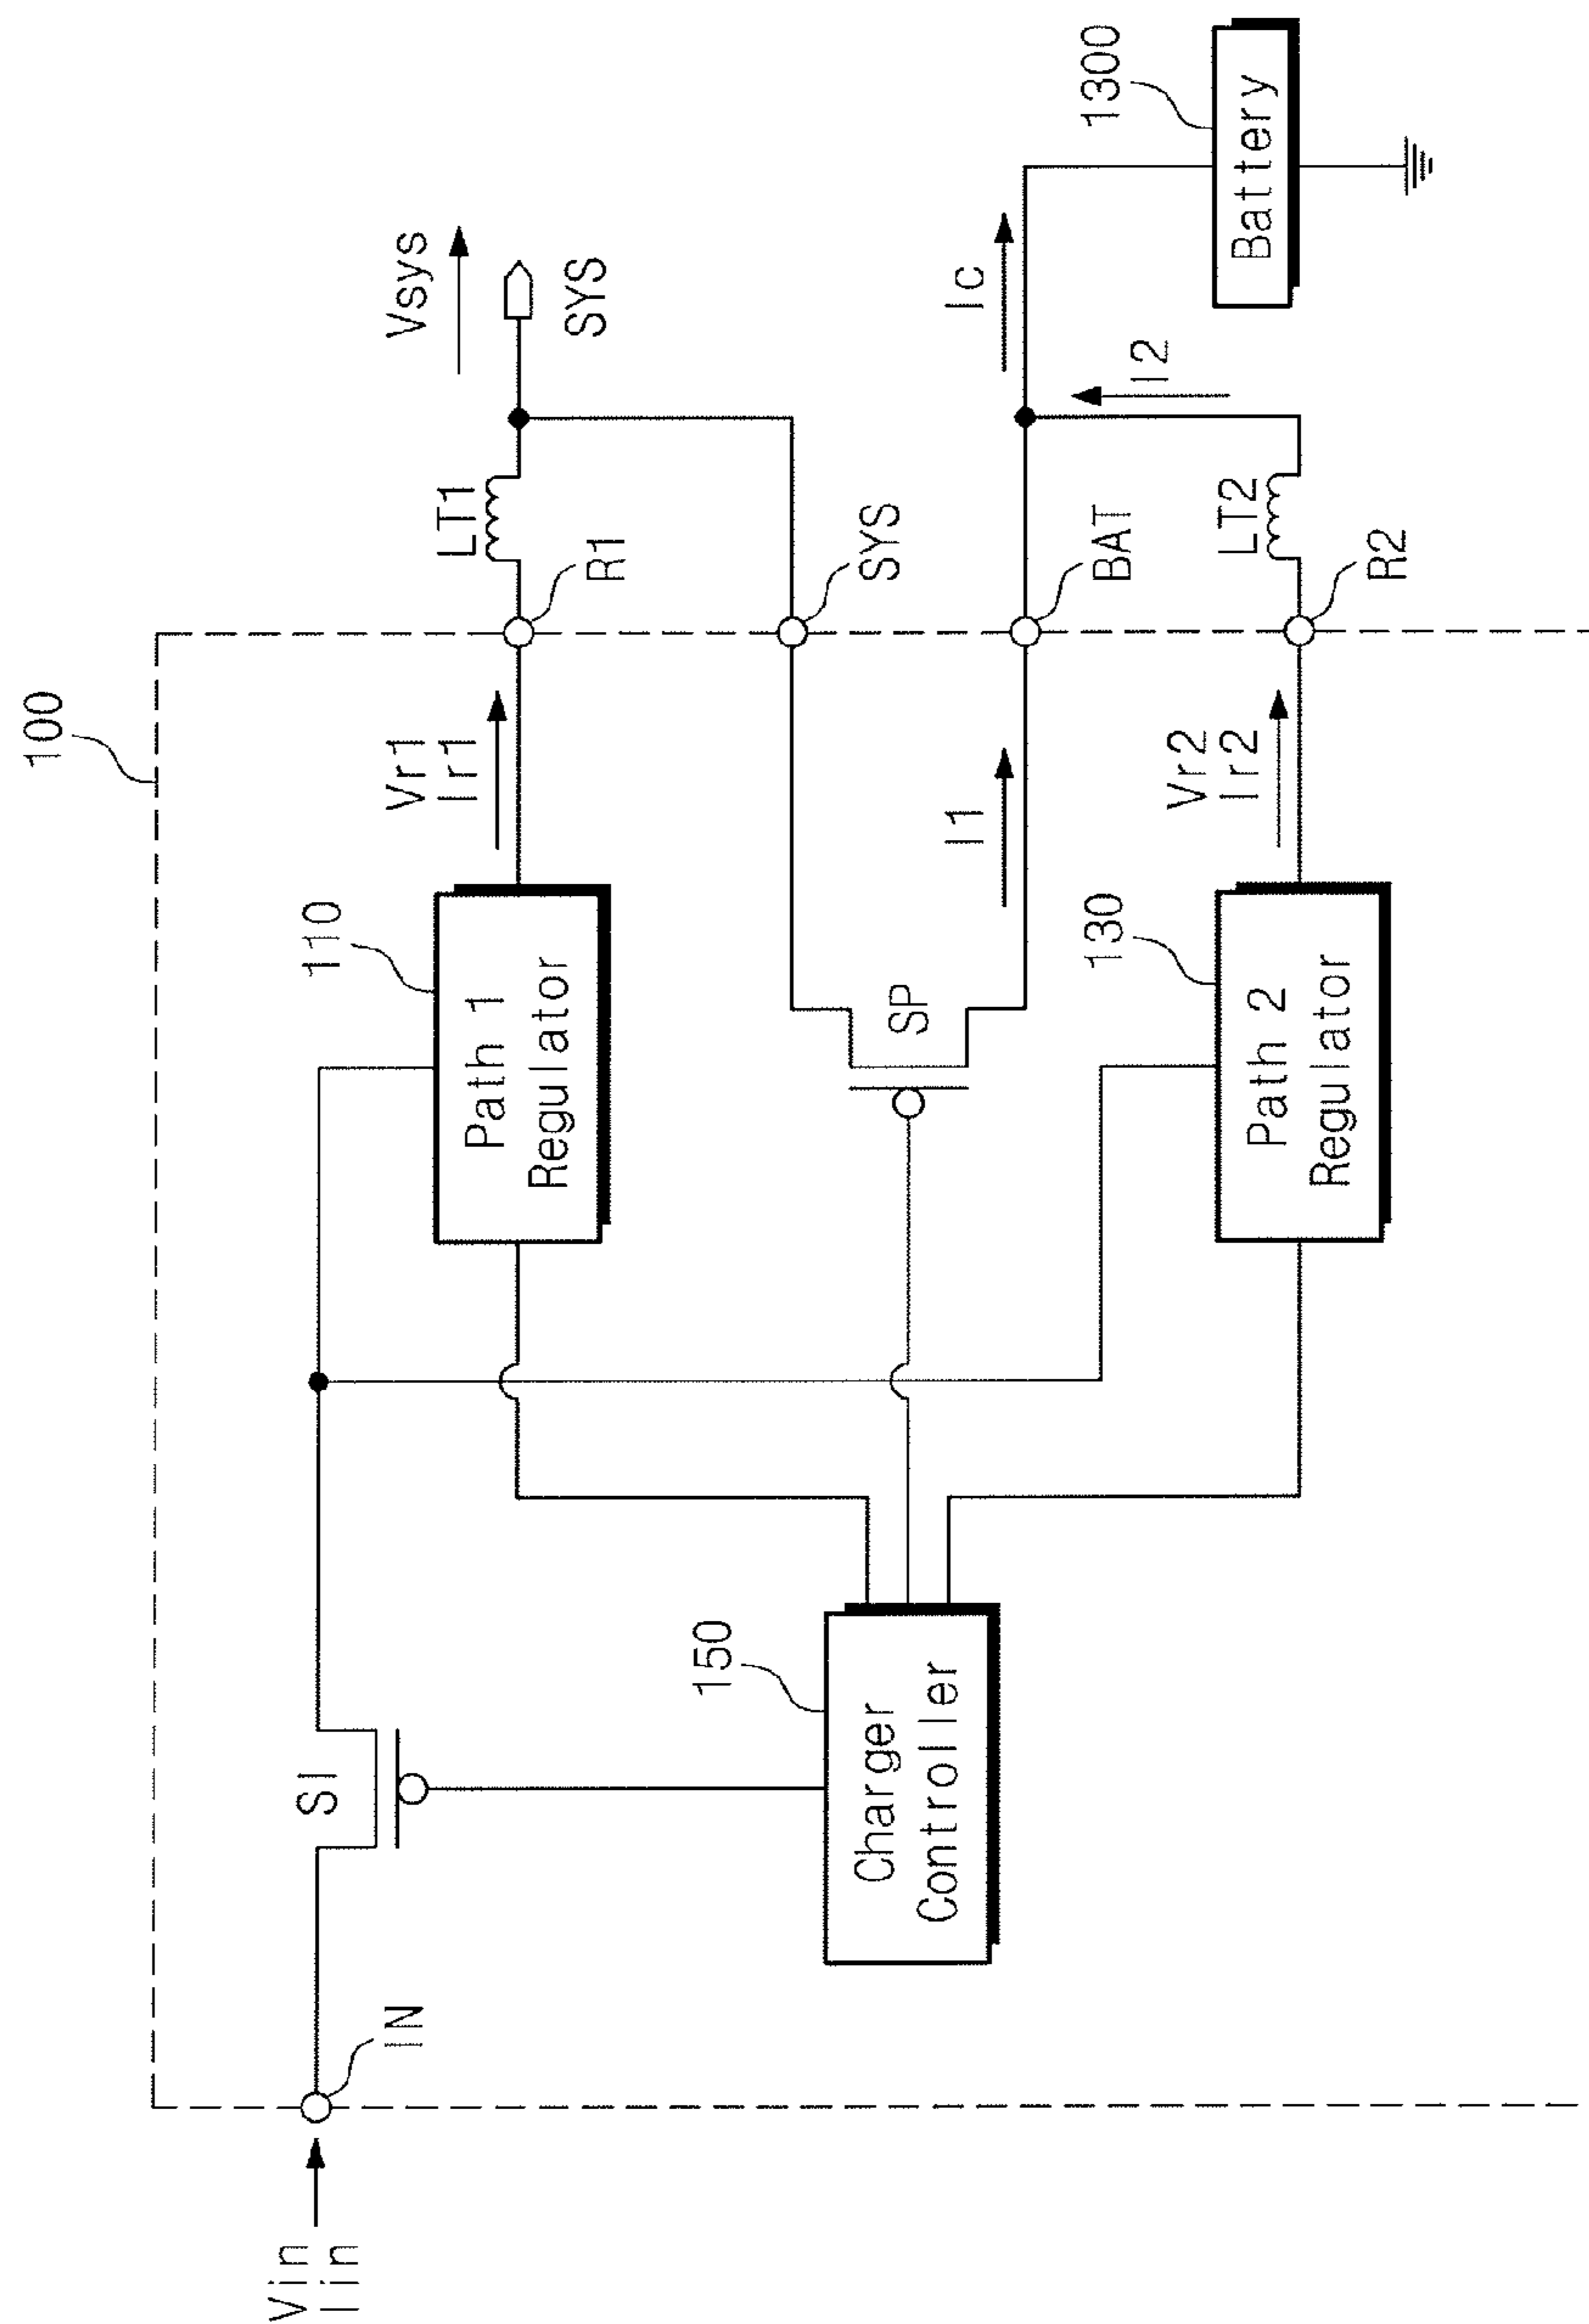 100
Vin
Iin
IN
SI
110
Path 1
Regulator
Vr1
Ir1
R1
LT1
Vsys
SYS
150
Charger
Controller
SP
SYS
I1
BAT
Ic
I2
1300
Battery
130
Path 2
Regulator
Vr2
Ir2
R2
LT2